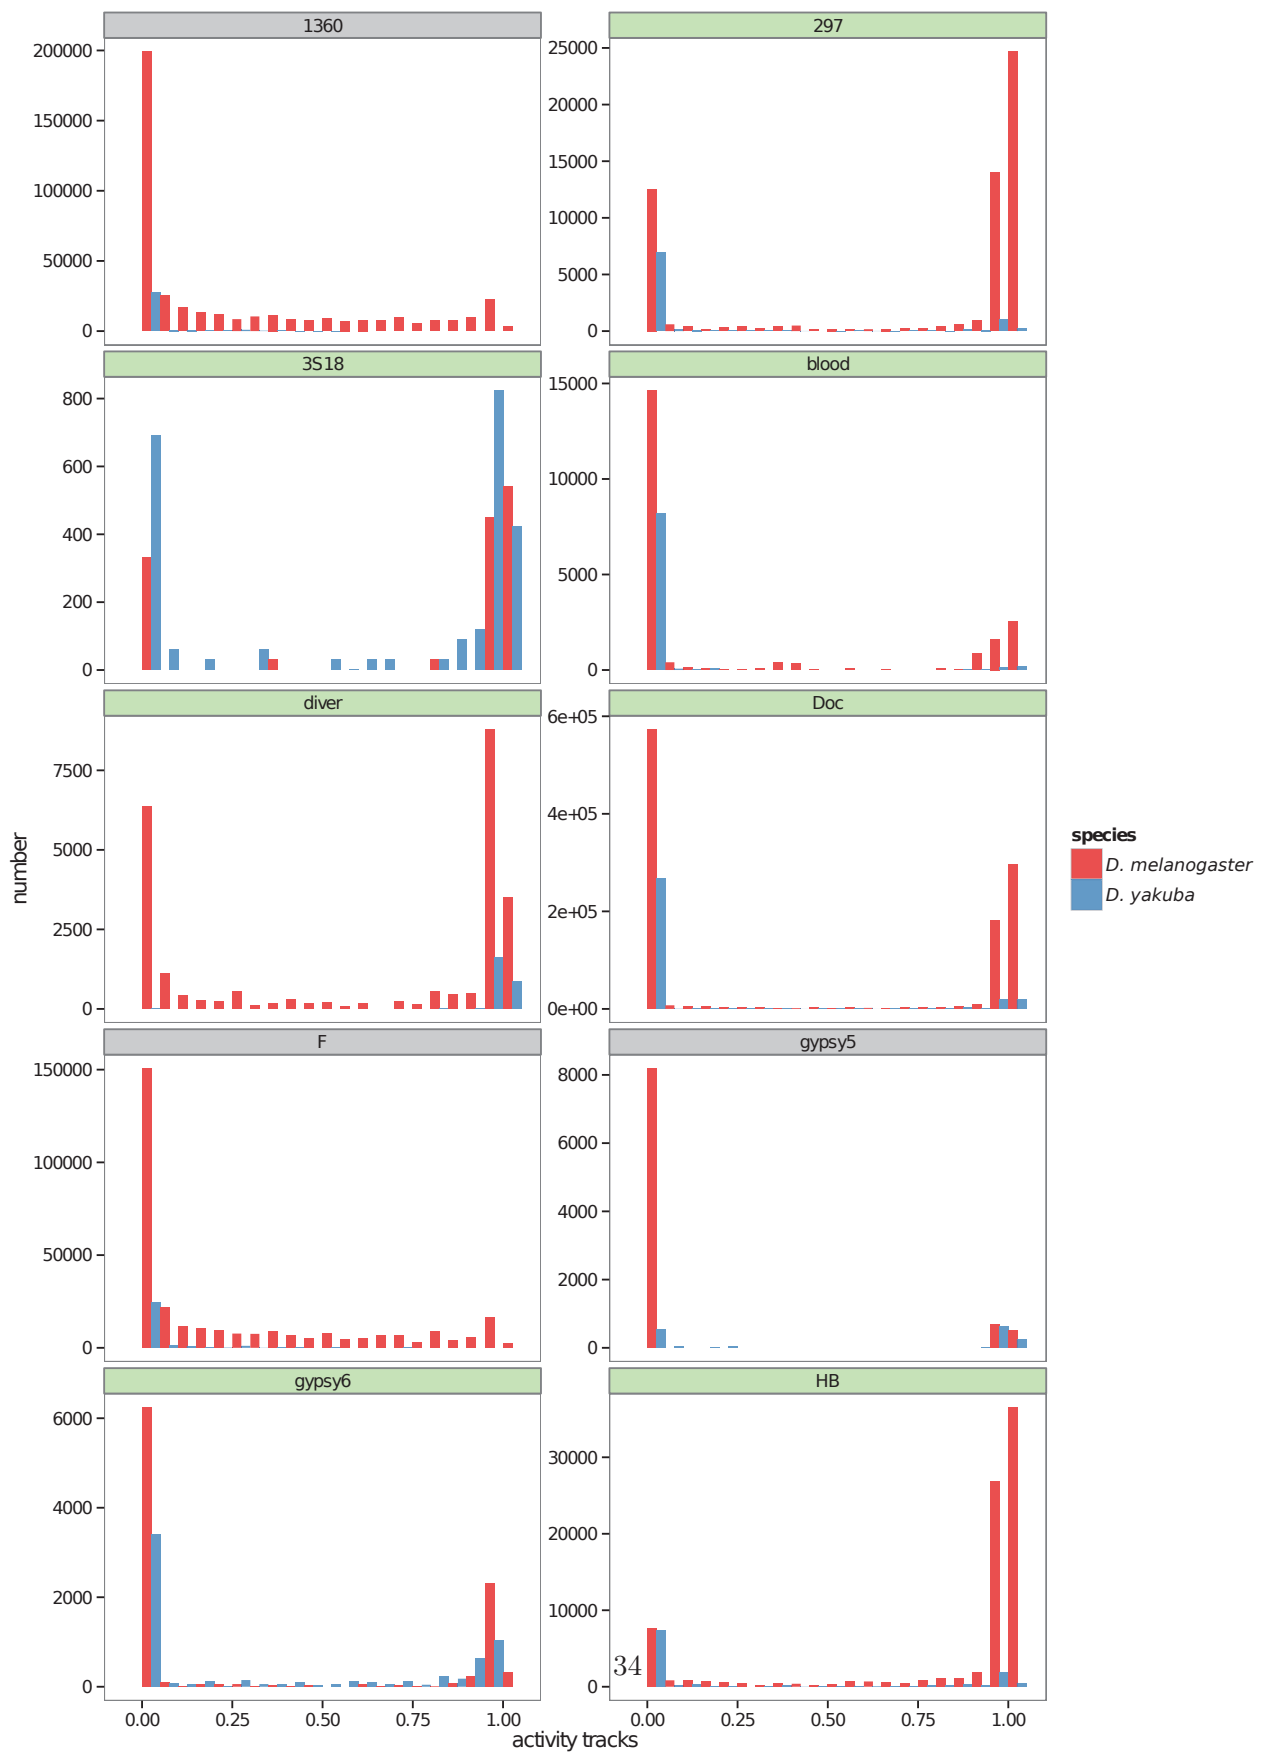 1360
297
200000
150000
100000
50000
0
25000
20000
15000
10000
5000
0
3S18
blood
800
600
400
200
0
15000
10000
5000
0
diver
Doc
7500
5000
2500
0
6e+05
4e+05
2e+05
0e+00
number
species
D. melanogaster
D. yakuba
F
gypsy5
150000
100000
50000
0
8000
6000
4000
2000
0
gypsy6
HB
6000
4000
2000
0
30000
20000
10000
0
34
0.00 0.25 0.50 0.75 1.00
0.00 0.25 0.50 0.75 1.00
activity tracks